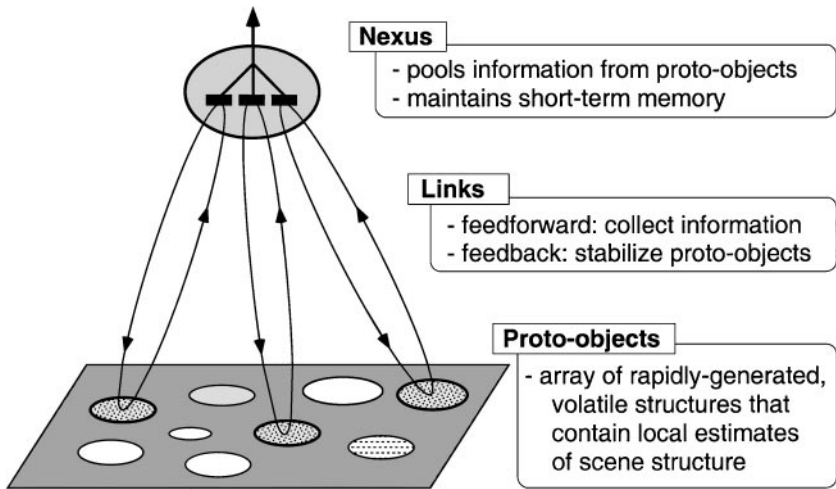 Nexus
- pools information from proto-objects
- maintains short-term memory
Links
- feedforward: collect information
- feedback: stabilize proto-objects
Proto-objects
- array of rapidly-generated,
volatile structures that
contain local estimates
of scene structure